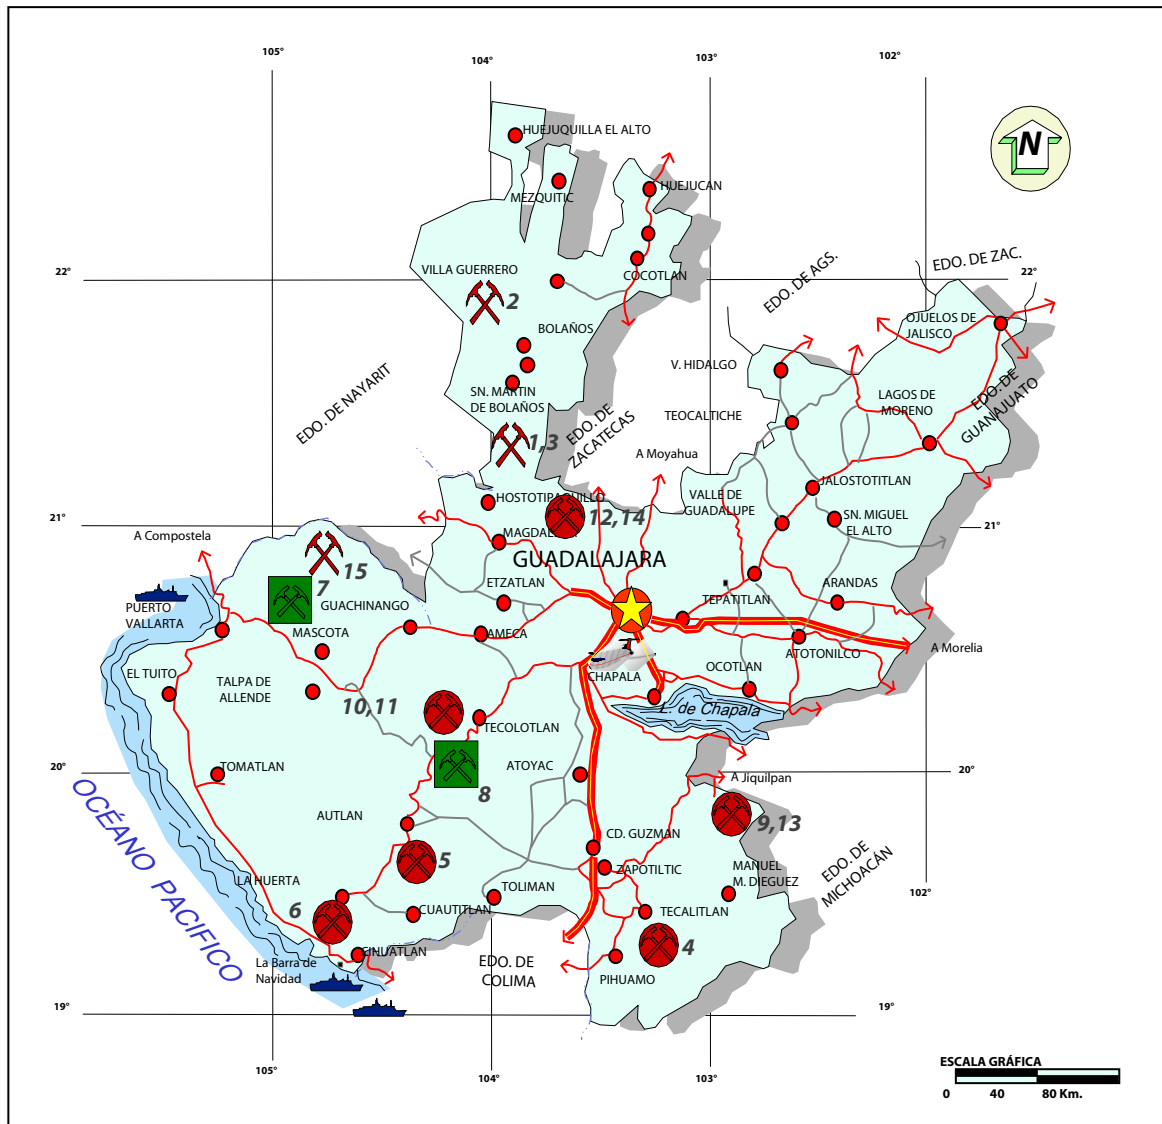 105°
104°
103°
102°
N
HUEJUQUILLA EL ALTO
MEZQUITIC
HUEJUCAN
22°
VILLA GUERRERO
COCOTLAN
EDO. DE AGS.
EDO. DE ZAC.
22°
2
BOLAÑOS
OJUELOS DE
JALISCO
EDO. DE NAYARIT
V. HIDALGO
SN. MARTIN
DE BOLAÑOS
EDO. DE
ZACATECAS
TEOCALTICHE
LAGOS DE
MORENO
EDO. DE
GUANAJUATO
1,3
A Moyahua
HOSTOTIPAQUILLO
VALLE DE
GUADALUPE
JALOSTOTITLAN
12,14
SN. MIGUEL
EL ALTO
21°
21°
A Compostela
MAGDALENA
GUADALAJARA
15
7
ETZATLAN
ARANDAS
PUERTO
VALLARTA
GUACHINANGO
TEPATITLAN
MASCOTA
AMECA
ATOTONILCO
A Morelia
EL TUITO
TALPA DE
ALLENDE
CHAPALA
OCOTLAN
10,11
L. de Chapala
TECOLOTLAN
20°
TOMATLAN
ATOYAC
A Jiquilpan
20°
8
OCÉANO PACIFICO
AUTLAN
CD. GUZMAN
9,13
EDO. DE
MICHOACÁN
5
ZAPOTILTIC
MANUEL
M. DIEGUEZ
102°
LA HUERTA
TOLIMAN
6
CUAUTITLAN
TECALITLAN
4
CIHUATLAN
La Barra de
Navidad
EDO. DE
COLIMA
PIHUAMO
19°
19°
105°
104°
103°
ESCALA GRÁFICA
0 40 80 Km.